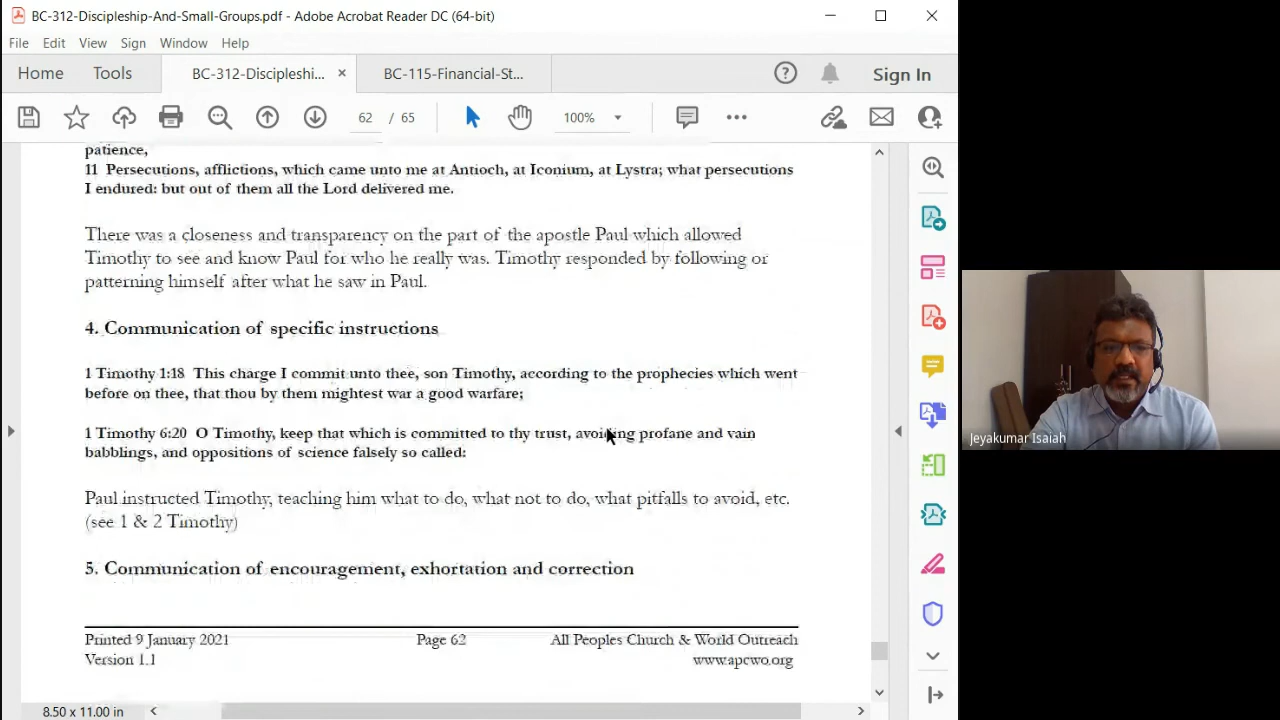 BC-312-Discipleship-And-Small-Groups.pdf - Adobe Acrobat Reader DC (64-bit)
File Edit View Sign Window Help
Home Tools BC-312-Discipleshi... × BC-115-Financial-St... Sign In
62 / 65 100%
patience,
11 Persecutions, afflictions, which came unto me at Antioch, at Iconium, at Lystra; what persecutions
I endured: but out of them all the Lord delivered me.
There was a closeness and transparency on the part of the apostle Paul which allowed
Timothy to see and know Paul for who he really was. Timothy responded by following or
patterning himself after what he saw in Paul.
4. Communication of specific instructions
1 Timothy 1:18 This charge I commit unto thee, son Timothy, according to the prophecies which went
before on thee, that thou by them mightest war a good warfare;
1 Timothy 6:20 O Timothy, keep that which is committed to thy trust, avoiding profane and vain
babblings, and oppositions of science falsely so called:
Paul instructed Timothy, teaching him what to do, what not to do, what pitfalls to avoid, etc.
(see 1 & 2 Timothy)
5. Communication of encouragement, exhortation and correction
Printed 9 January 2021 Page 62 All Peoples Church & World Outreach
Version 1.1 www.apcwo.org
8.50 x 11.00 in
Jeyakumar Isaiah